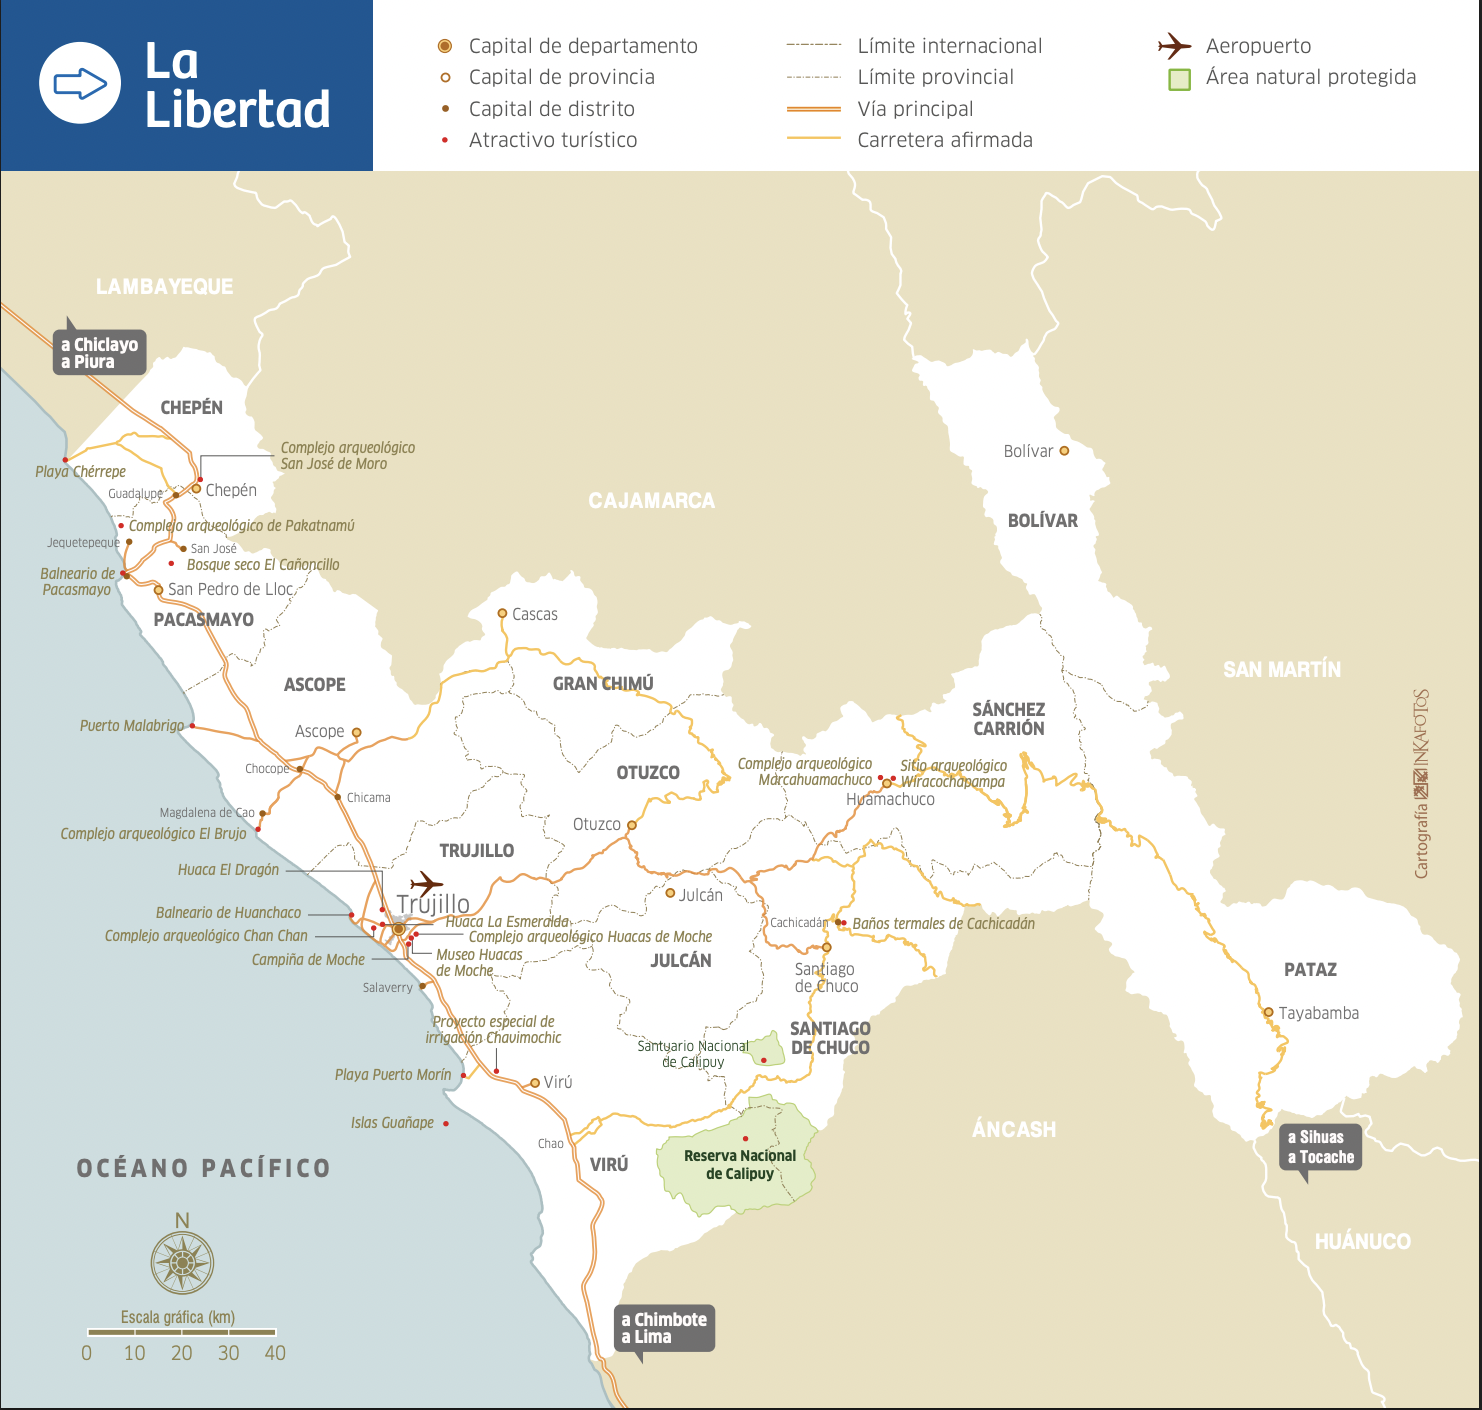 La
Libertad
Capital de departamento
Capital de provincia
Capital de distrito
Atractivo turístico
Límite internacional
Límite provincial
Vía principal
Carretera afirmada
Aeropuerto
Área natural protegida
LAMBAYEQUE
a Chiclayo
a Piura
CHEPÉN
Complejo arqueológico
San José de Moro
Playa Chérrepe
Guadalupe
Chepén
Complejo arqueológico de Pakatnamú
Jequetepeque
San José
Bosque seco El Cañoncillo
Balneario de
Pacasmayo
San Pedro de Lloc
PACASMAYO
CAJAMARCA
Bolívar
BOLÍVAR
Cascas
GRAN CHIMÚ
ASCOPE
Ascope
Puerto Malabrigo
Chocope
Chicama
Magdalena de Cao
Complejo arqueológico El Brujo
SAN MARTÍN
SÁNCHEZ
CARRIÓN
OTUZCO
Complejo arqueológico
Marcahuamachuco
Sitio arqueológico
Wiracochapampa
Huamachuco
Otuzco
TRUJILLO
Huaca El Dragón
Trujillo
Julcán
Balneario de Huanchaco
Huaca La Esmeralda
Complejo arqueológico Chan Chan
Complejo arqueológico Huacas de Moche
Campiña de Moche
Museo Huacas
de Moche
Cachicadán
Baños termales de Cachicadán
JULCÁN
Santiago
de Chuco
Salaverry
PATAZ
Tayabamba
Proyecto especial de
irrigación Chavimochic
SANTIAGO
DE CHUCO
Santuario Nacional
de Calipuy
Playa Puerto Morín
Virú
Islas Guañape
Chao
VIRÚ
Reserva Nacional
de Calipuy
ÁNCASH
a Sihuas
a Tocache
HUÁNUCO
OCÉANO PACÍFICO
N
Escala gráfica (km)
0 10 20 30 40
a Chimbote
a Lima
Cartografía INKAFOTOS